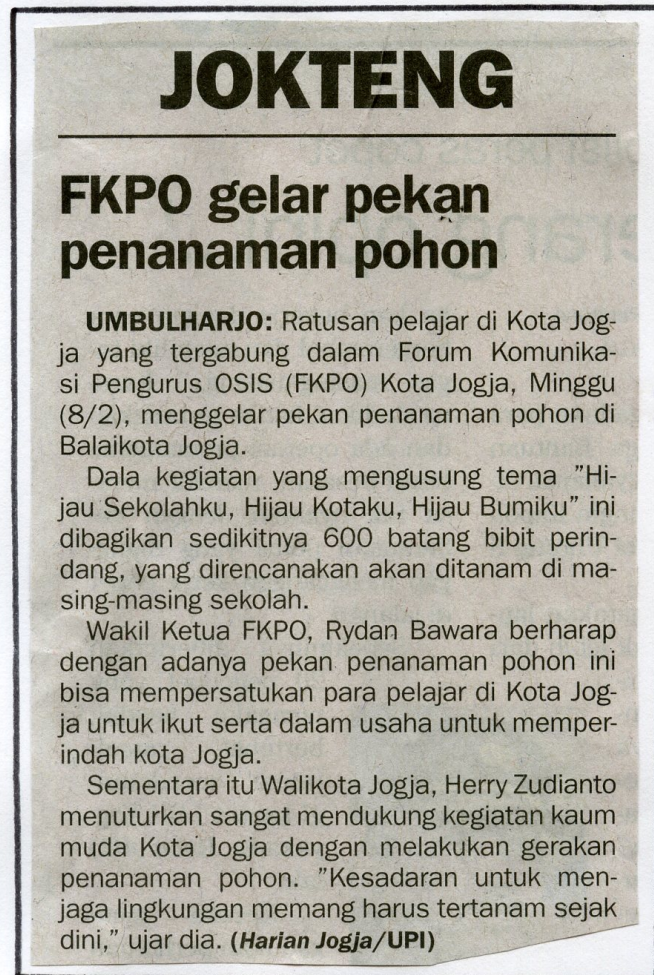 JOKTENG
FKPO gelar pekan
penanaman pohon
UMBULHARJO: Ratusan pelajar di Kota Jog-
ja yang tergabung dalam Forum Komunika-
si Pengurus OSIS (FKPO) Kota Jogja, Minggu
(8/2), menggelar pekan penanaman pohon di
Balaikota Jogja.
Dala kegiatan yang mengusung tema ”Hi-
jau Sekolahku, Hijau Kotaku, Hijau Bumiku” ini
dibagikan sedikitnya 600 batang bibit perin-
dang, yang direncanakan akan ditanam di ma-
sing-masing sekolah.
Wakil Ketua FKPO, Rydan Bawara berharap
dengan adanya pekan penanaman pohon ini
bisa mempersatukan para pelajar di Kota Jog-
ja untuk ikut serta dalam usaha untuk memper-
indah kota Jogja.
Sementara itu Walikota Jogja, Herry Zudianto
menuturkan sangat mendukung kegiatan kaum
muda Kota Jogja dengan melakukan gerakan
penanaman pohon. ”Kesadaran untuk men-
jaga lingkungan memang harus tertanam sejak
dini,” ujar dia. (Harian Jogja/UPI)